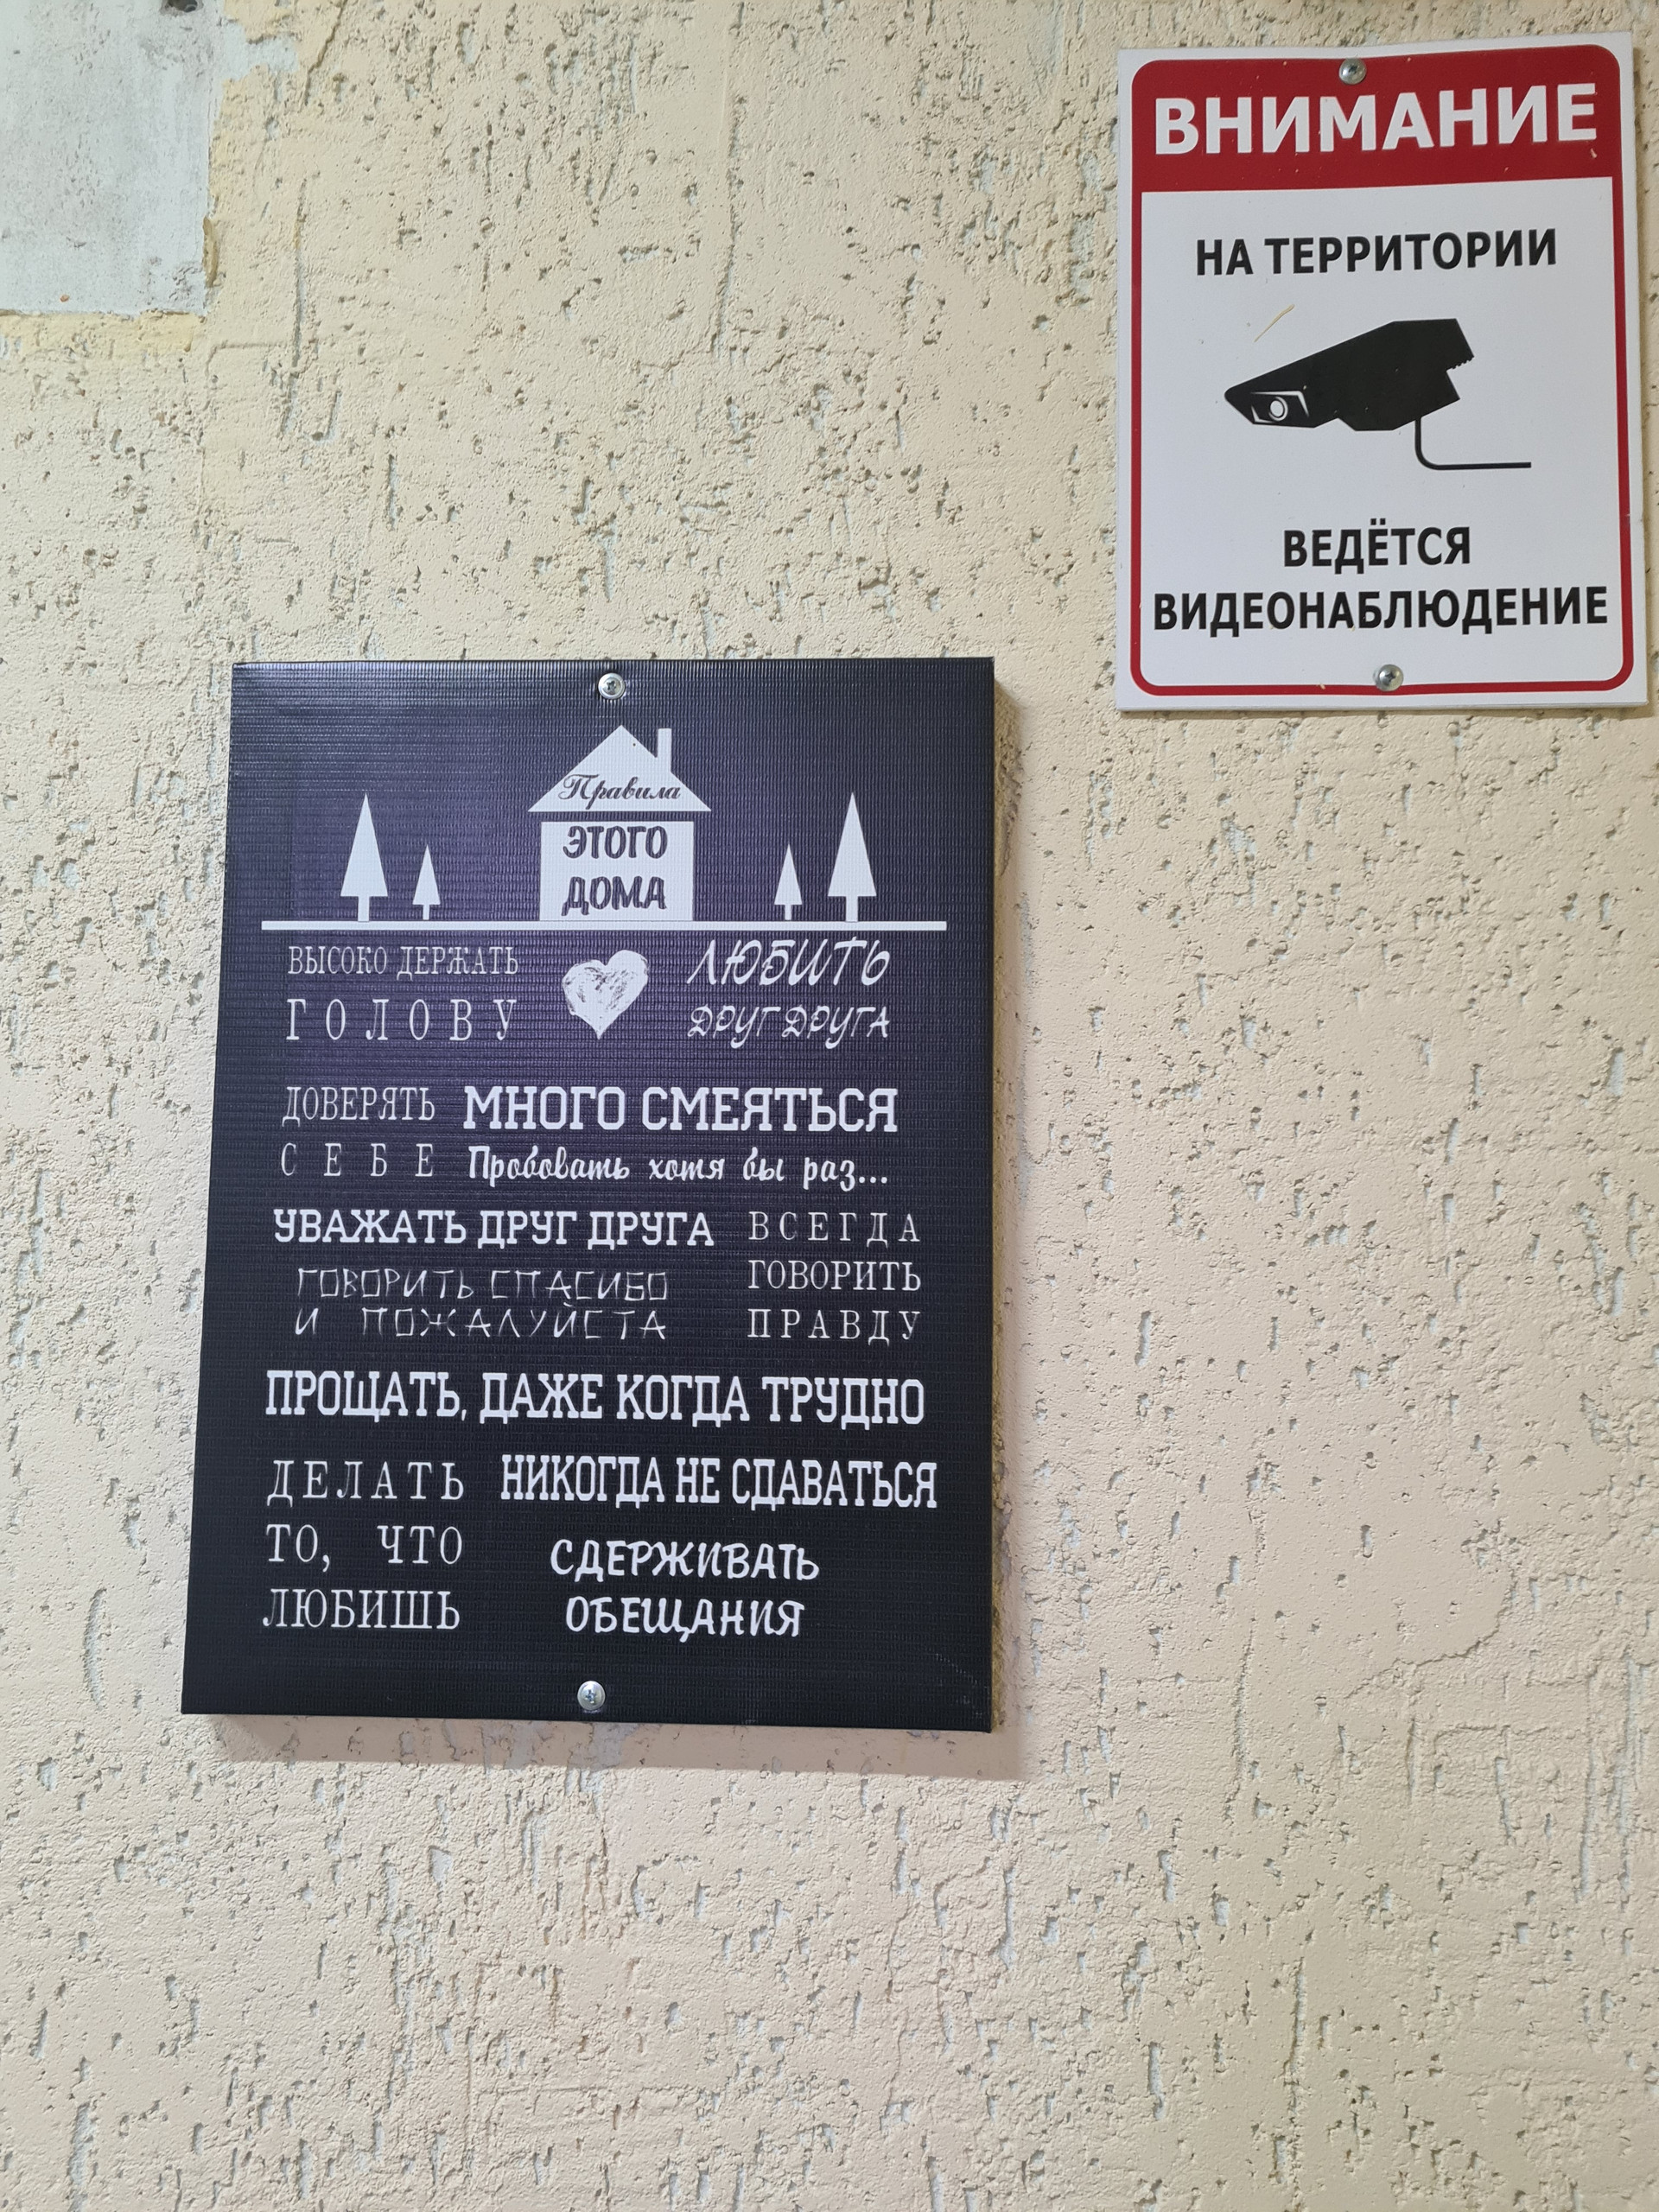 ВНИМАНИЕ
НА ТЕРРИТОРИИ
ВЕДЁТСЯ
ВИДЕОНАБЛЮДЕНИЕ
Правила
ЭТОГО
ДОМА
ВЫСОКО ДЕРЖАТЬ
ГОЛОВУ
ЛЮБИТЬ
ДРУГ ДРУГА
ДОВЕРЯТЬ
СЕБЕ
МНОГО СМЕЯТЬСЯ
Пробовать хотя бы раз...
УВАЖАТЬ ДРУГ ДРУГА
ГОВОРИТЬ СПАСИБО
И ПОЖАЛУЙСТА
ВСЕГДА
ГОВОРИТЬ
ПРАВДУ
ПРОЩАТЬ, ДАЖЕ КОГДА ТРУДНО
ДЕЛАТЬ
ТО, ЧТО
ЛЮБИШЬ
НИКОГДА НЕ СДАВАТЬСЯ
СДЕРЖИВАТЬ
ОБЕЩАНИЯ